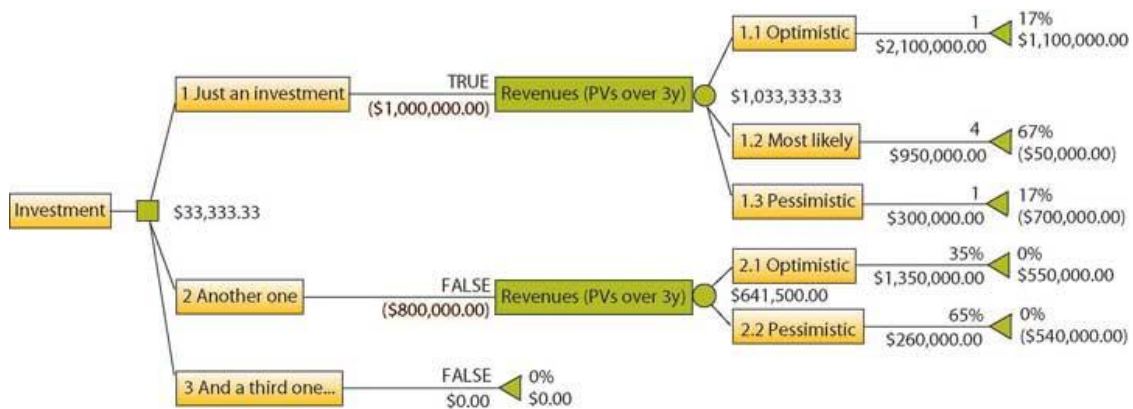 Investment
$33,333.33
1 Just an investment
TRUE
($1,000,000.00)
Revenues (PVs over 3y)
$1,033,333.33
1.1 Optimistic
1
$2,100,000.00
17%
$1,100,000.00
1.2 Most likely
4
$950,000.00
67%
($50,000.00)
1.3 Pessimistic
1
$300,000.00
17%
($700,000.00)
2 Another one
FALSE
($800,000.00)
Revenues (PVs over 3y)
$641,500.00
2.1 Optimistic
35%
$1,350,000.00
0%
$550,000.00
2.2 Pessimistic
65%
$260,000.00
0%
($540,000.00)
3 And a third one...
FALSE
$0.00
0%
$0.00